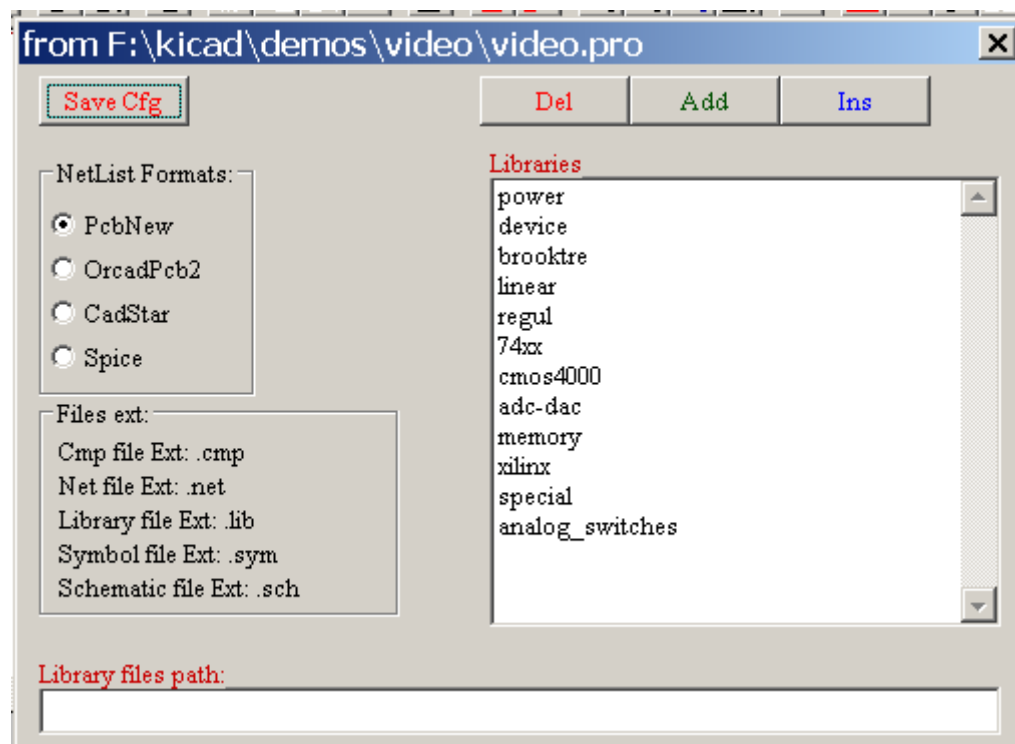 from F:\kicad\demos\video\video.pro
Save Cfg
Del Add Ins
NetList Formats:
PcbNew
OrcadPcb2
CadStar
Spice
Files ext:
Cmp file Ext: .cmp
Net file Ext: .net
Library file Ext: .lib
Symbol file Ext: .sym
Schematic file Ext: .sch
Libraries
power
device
brooktre
linear
regul
74xx
cmos4000
adc-dac
memory
xilinx
special
analog_switches
Library files path: